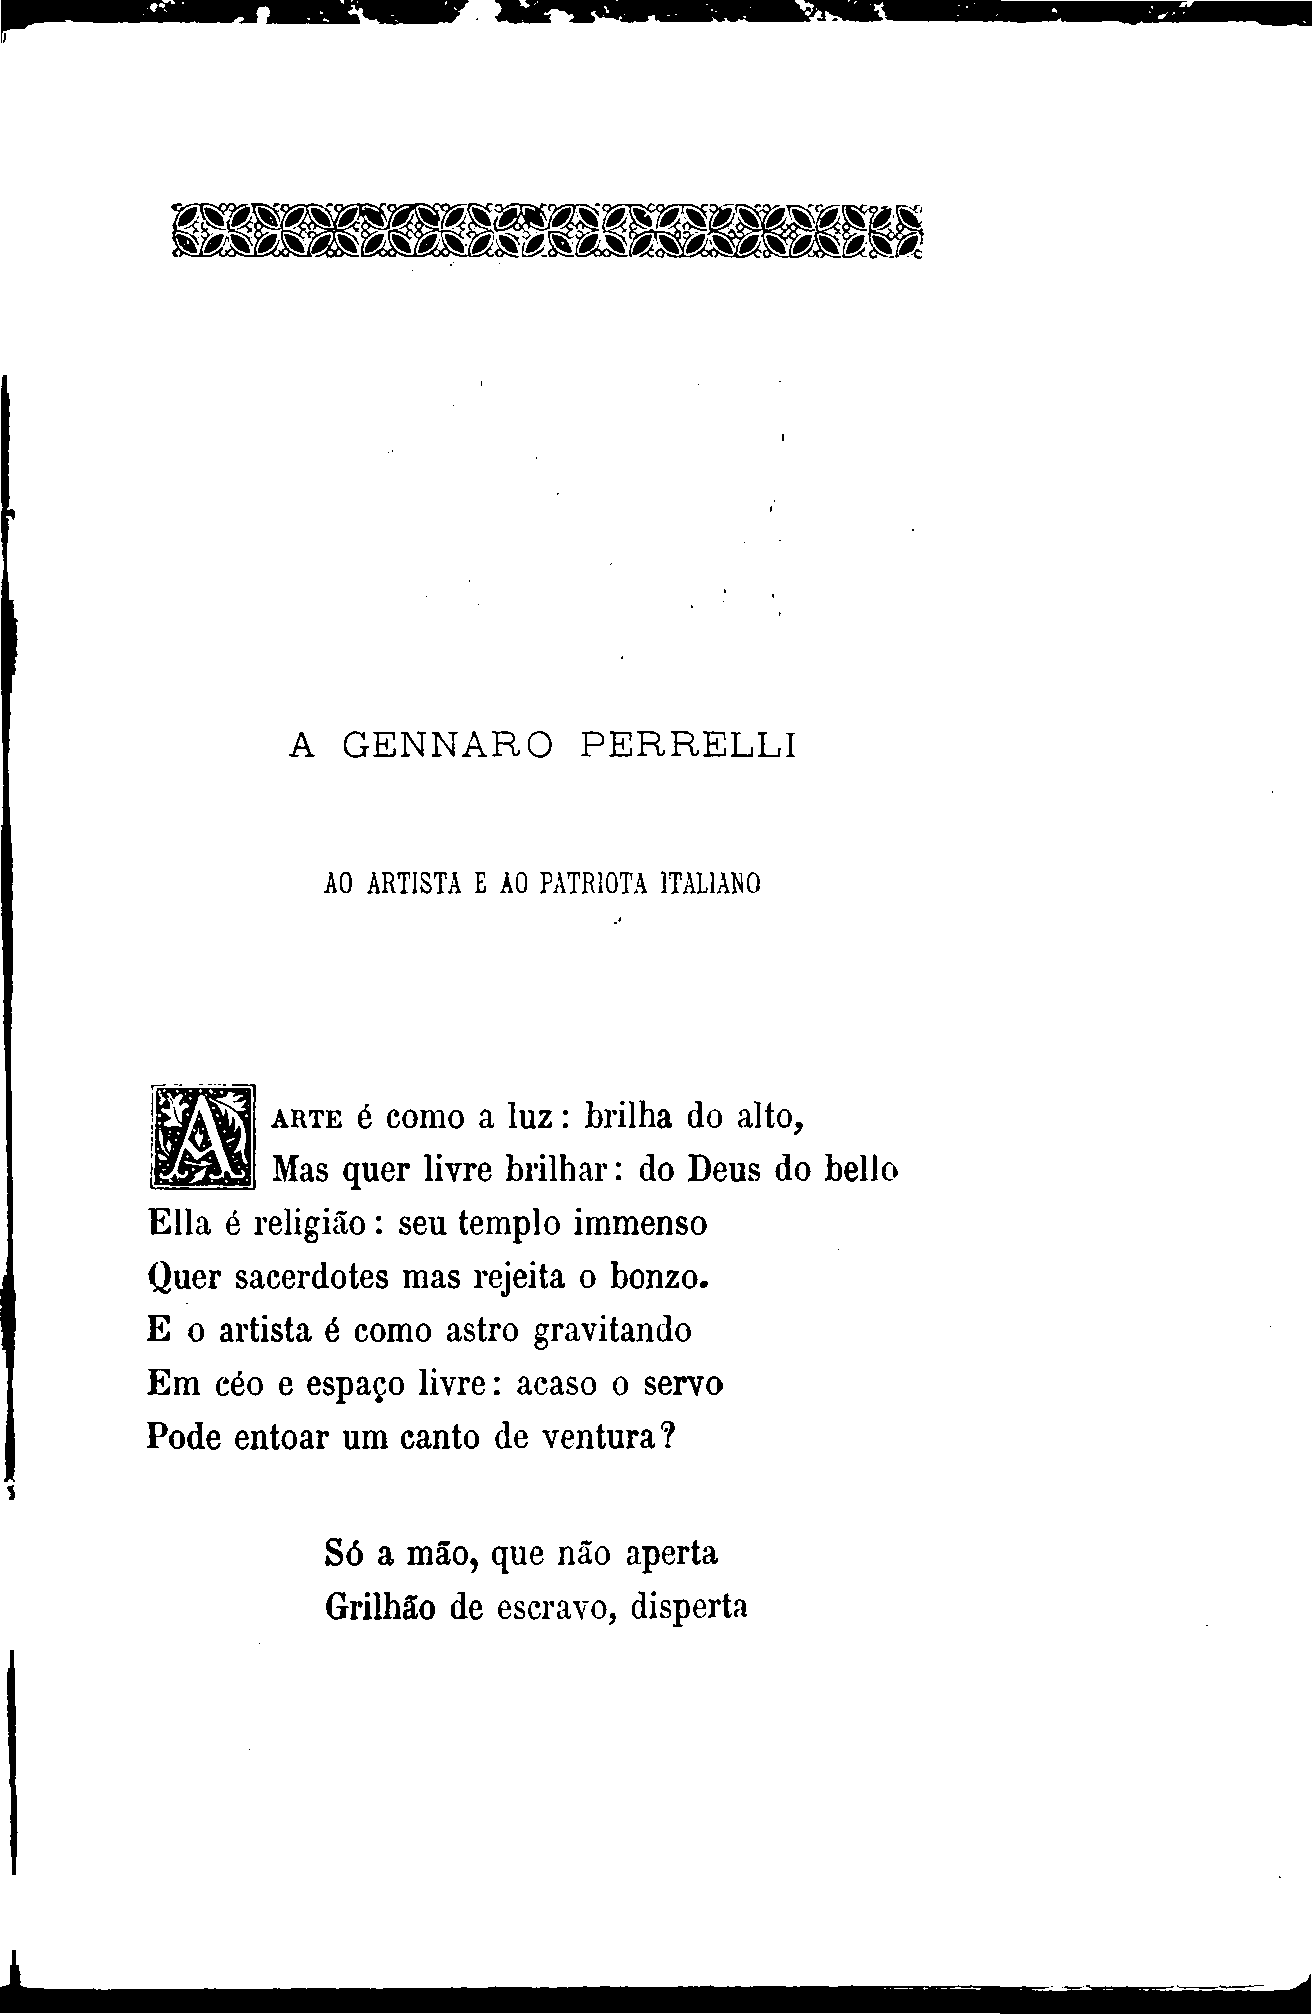 A GENNARO PERRELLI
AO ARTISTA E AO PATRIOTA ITALIANO
A ARTE é como a luz: brilha do alto,
Mas quer livre brilhar: do Deus do bello
Ella é religião: seu templo immenso
Quer sacerdotes mas rejeita o bonzo.
E o artista é como astro gravitando
Em céo e espaço livre: acaso o servo
Pode entoar um canto de ventura?
Só a mão, que não aperta
Grilhão de escravo, disperta